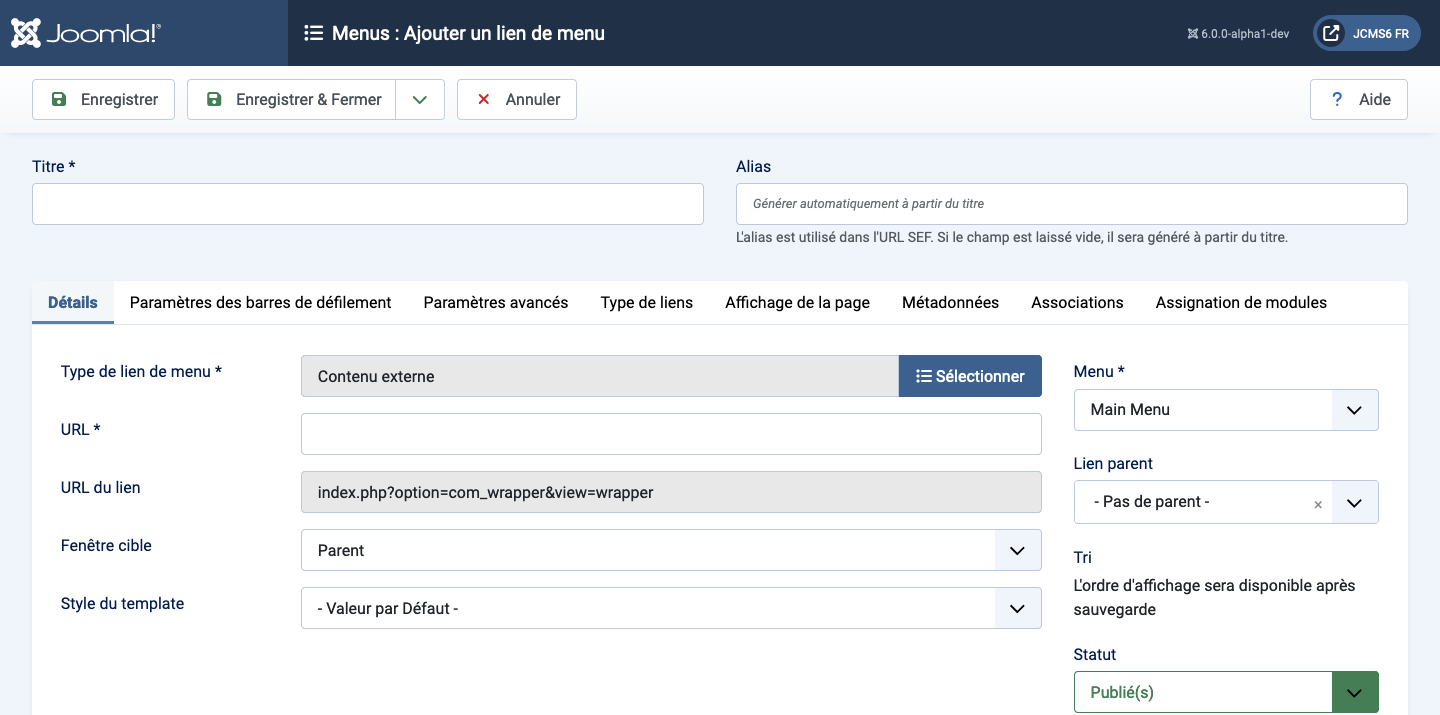 Joomla!®
Menus : Ajouter un lien de menu
6.0.0-alpha1-dev
JCMS6 FR
Enregistrer
Enregistrer & Fermer
Annuler
? Aide
Titre *
Alias
Générer automatiquement à partir du titre
L'alias est utilisé dans l'URL SEF. Si le champ est laissé vide, il sera généré à partir du titre.
Détails
Paramètres des barres de défilement
Paramètres avancés
Type de liens
Affichage de la page
Métadonnées
Associations
Assignation de modules
Type de lien de menu *
Contenu externe
Sélectionner
URL *
URL du lien
index.php?option=com_wrapper&view=wrapper
Fenêtre cible
Parent
Style du template
- Valeur par Défaut -
Menu *
Main Menu
Lien parent
- Pas de parent -
×
Tri
L'ordre d'affichage sera disponible après
sauvegarde
Statut
Publié(s)